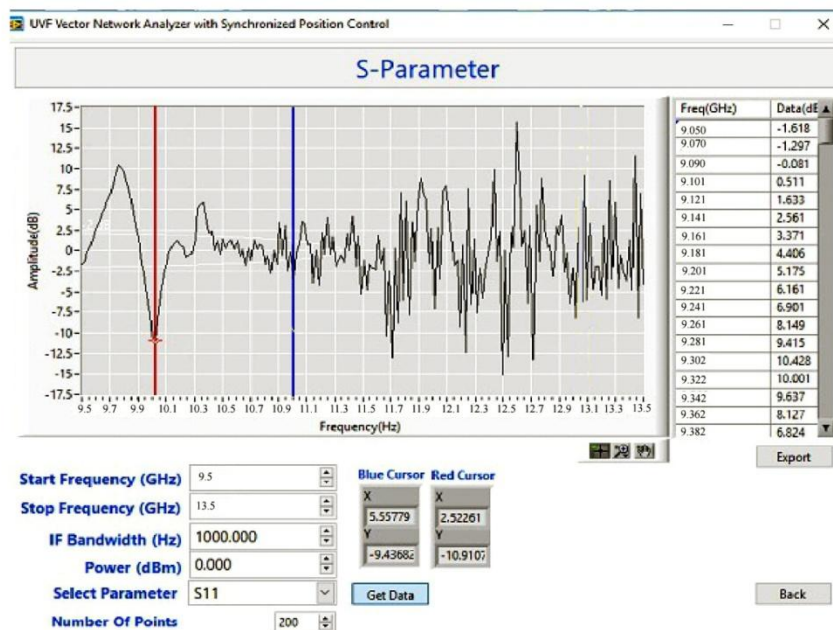 UVF Vector Network Analyzer with Synchronized Position Control
S-Parameter
17.5
15
12.5
10
7.5
5
2.5
0
-2.5
-5
-7.5
-10
-12.5
-15
-17.5
Amplitude(dB)
9.5 9.7 9.9 10.1 10.3 10.5 10.7 10.9 11.1 11.3 11.5 11.7 11.9 12.1 12.3 12.5 12.7 12.9 13.1 13.3 13.5
Frequency(Hz)
Freq(GHz) Data(dB
9.050 -1.618
9.070 -1.297
9.090 -0.081
9.101 0.511
9.121 1.633
9.141 2.561
9.161 3.371
9.181 4.406
9.201 5.175
9.221 6.161
9.241 6.901
9.261 8.149
9.281 9.415
9.302 10.428
9.322 10.001
9.342 9.637
9.362 8.127
9.382 6.824
Export
Start Frequency (GHz) 9.5
Stop Frequency (GHz) 13.5
IF Bandwidth (Hz) 1000.000
Power (dBm) 0.000
Select Parameter S11
Number Of Points 200
Blue Cursor Red Cursor
X X
5.55779 2.52261
Y Y
-9.43682 -10.9107
Get Data
Back